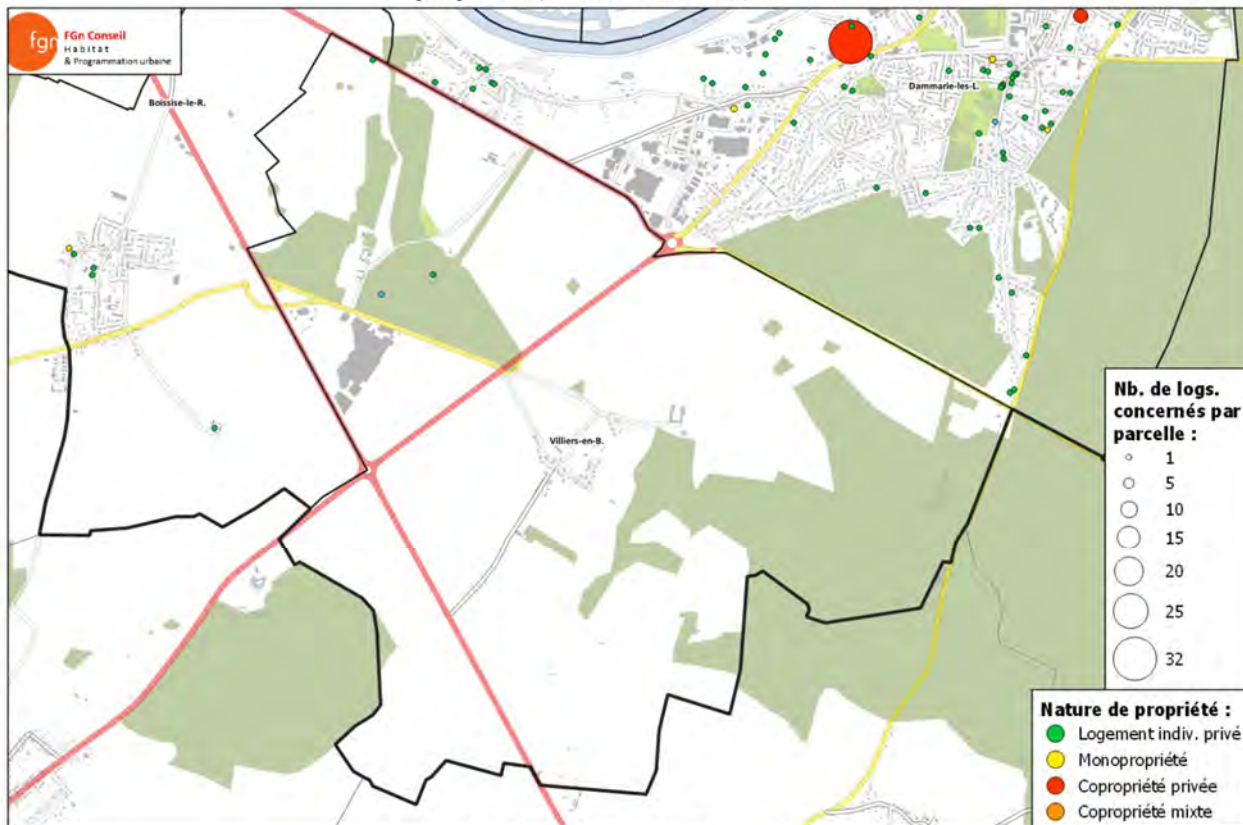 fgn
FGn Conseil
Habitat
& Programmation urbaine
Boissise-le-R.
Dammarie-les-L.
Villiers-en-B.
Nb. de logs.
concernés par
parcelle :
1
5
10
15
20
25
32
Nature de propriété :
Logement indiv. privé
Monopropriété
Copropriété privée
Copropriété mixte